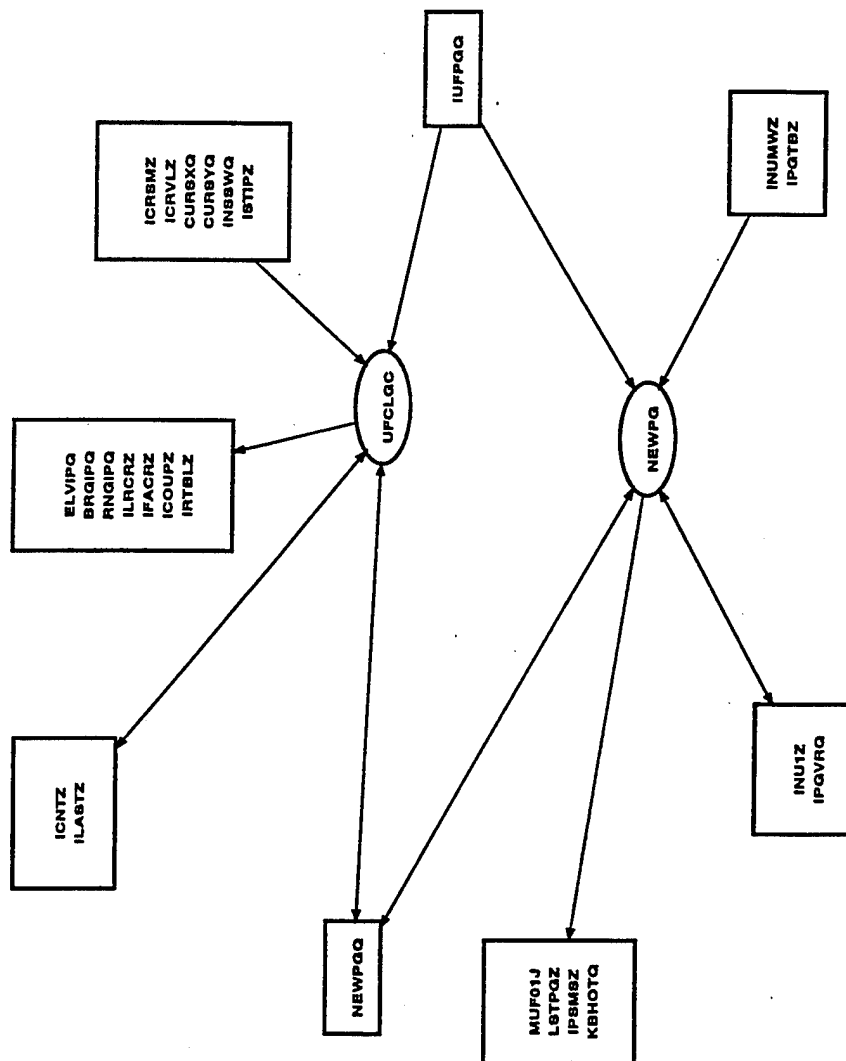 ICNTZ
ILASTZ
ELVIPQ
BRGIPQ
RNGIPQ
ILRCRZ
IFACRZ
ICOUPZ
IRTBLZ
ICRSMZ
ICRVLZ
CURSXQ
CURSYQ
INSSWQ
ISTIPZ
NEWPGQ
UFCLGC
IUFPGQ
MUF01J
LSTPGZ
IPSMSZ
KBHOTQ
NEWPG
INU1Z
IPGVRQ
INUMWZ
IPGTBZ